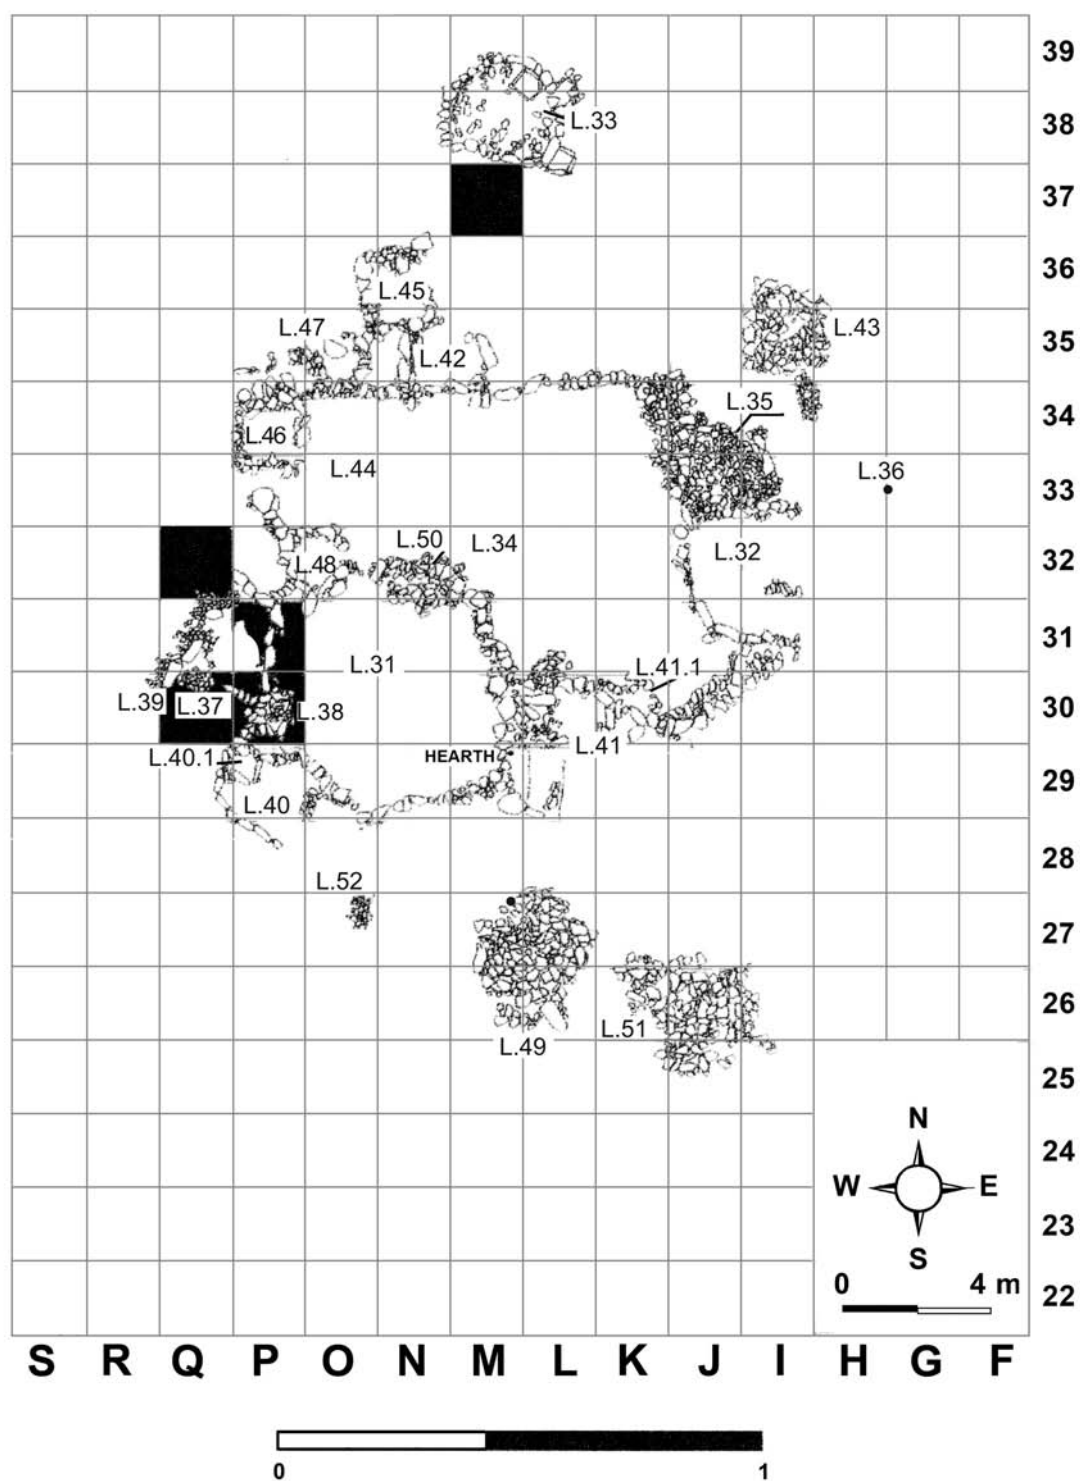 39
L.33
38
37
36
L.45
L.47
L.43
35
L.42
L.35
34
L.46
L.44
L.36
33
L.50
L.34
L.32
32
L.48
31
L.31
L.41.1
L.39
L.37
L.38
30
L.41
L.40.1
HEARTH
29
L.40
28
L.52
27
26
L.51
L.49
25
N
24
W
E
23
S
0
4 m
22
S R Q P O N M L K J I H G F
0
1